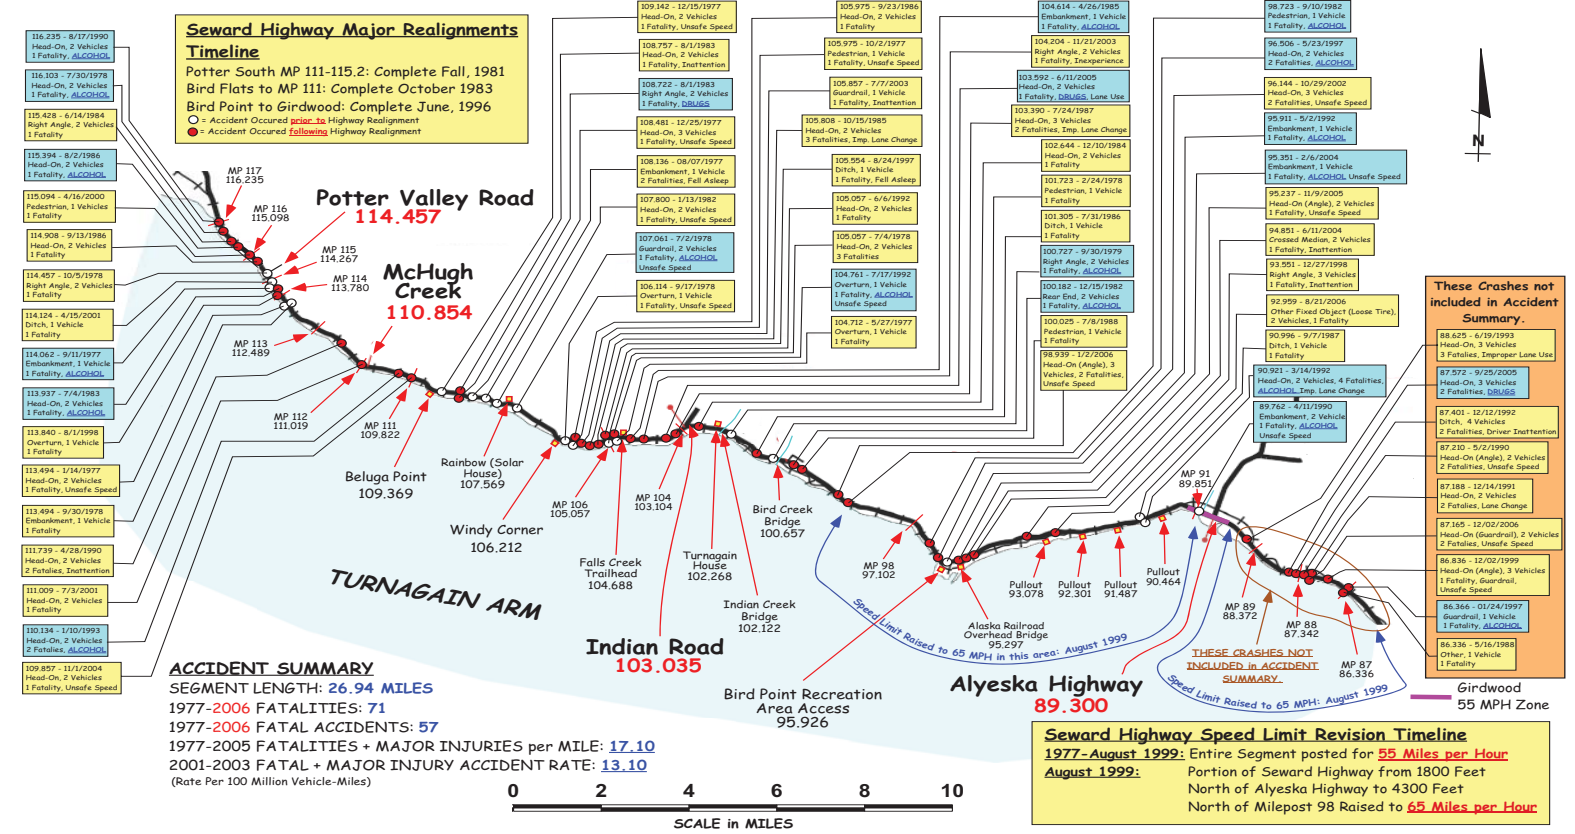 Seward Highway Major Realignments
Timeline
Potter South MP 111-115.2: Complete Fall, 1981
Bird Flats to MP 111: Complete October 1983
Bird Point to Girdwood: Complete June, 1996
= Accident Occured prior to Highway Realignment
= Accident Occured following Highway Realignment
116.235 - 8/17/1990
Head-On, 2 Vehicles
1 Fatality, ALCOHOL
116.103 - 7/30/1978
Head-On, 2 Vehicles
1 Fatality, ALCOHOL
115.428 - 6/14/1984
Right Angle, 2 Vehicles
1 Fatality
115.394 - 8/2/1986
Head-On, 2 Vehicles
1 Fatality, ALCOHOL
115.094 - 4/16/2000
Pedestrian, 1 Vehicles
1 Fatality
114.908 - 9/13/1986
Head-On, 2 Vehicles
1 Fatality
114.457 - 10/5/1978
Right Angle, 2 Vehicles
1 Fatality
114.124 - 4/15/2001
Ditch, 1 Vehicle
1 Fatality
114.062 - 9/11/1977
Embankment, 1 Vehicle
1 Fatality, ALCOHOL
113.937 - 7/4/1983
Head-On, 2 Vehicles
1 Fatality, ALCOHOL
113.840 - 8/1/1998
Overturn, 1 Vehicle
1 Fatality
113.494 - 1/14/1977
Head-On, 2 Vehicles
1 Fatality, Unsafe Speed
113.494 - 9/30/1978
Embankment, 1 Vehicle
1 Fatality
111.739 - 4/28/1990
Head-On, 2 Vehicles
2 Fatalies, Inattention
111.009 - 7/3/2001
Head-On, 2 Vehicles
1 Fatality
110.134 - 1/10/1993
Head-On, 2 Vehicles
2 Fatalies, ALCOHOL
109.857 - 11/1/2004
Head-On, 2 Vehicles
1 Fatality, Unsafe Speed
109.142 - 12/15/1977
Head-On, 2 Vehicles
1 Fatality, Unsafe Speed
108.757 - 8/1/1983
Head-On, 2 Vehicles
1 Fatality, Inattention
108.722 - 8/1/1983
Right Angle, 2 Vehicles
1 Fatality, DRUGS
108.481 - 12/25/1977
Head-On, 3 Vehicles
1 Fatality, Unsafe Speed
108.136 - 08/07/1977
Embankment, 1 Vehicle
2 Fatalities, Fell Asleep
107.800 - 1/13/1982
Head-On, 2 Vehicles
1 Fatality, Unsafe Speed
107.061 - 7/2/1978
Guardrail, 2 Vehicles
1 Fatality, ALCOHOL
Unsafe Speed
106.114 - 9/17/1978
Overturn, 1 Vehicle
1 Fatality, Unsafe Speed
105.975 - 9/23/1986
Head-On, 2 Vehicles
1 Fatality
105.975 - 10/2/1977
Pedestrian, 1 Vehicle
1 Fatality, Unsafe Speed
105.857 - 7/7/2003
Guardrail, 1 Vehicle
1 Fatality, Inattention
105.808 - 10/15/1985
Head-On, 2 Vehicles
3 Fatalities, Imp. Lane Change
105.554 - 8/24/1997
Ditch, 1 Vehicle
1 Fatality, Fell Asleep
105.057 - 6/6/1992
Head-On, 2 Vehicles
1 Fatality
105.057 - 7/4/1978
Head-On, 2 Vehicles
3 Fatalities
104.761 - 7/17/1992
Overturn, 1 Vehicle
1 Fatality, ALCOHOL
Unsafe Speed
104.712 - 5/27/1977
Overturn, 1 Vehicle
1 Fatality
104.614 - 4/26/1985
Embankment, 1 Vehicle
1 Fatality, ALCOHOL
104.204 - 11/21/2003
Right Angle, 2 Vehicles
1 Fatality, Inexperience
103.592 - 6/11/2005
Head-On, 2 Vehicles
1 Fatality, DRUGS, Lane Use
103.390 - 7/24/1987
Head-On, 3 Vehicles
2 Fatalities, Imp. Lane Change
102.644 - 12/10/1984
Head-On, 2 Vehicles
1 Fatality
101.723 - 2/24/1978
Pedestrian, 1 Vehicle
1 Fatality
101.305 - 7/31/1986
Ditch, 1 Vehicle
1 Fatality
100.727 - 9/30/1979
Right Angle, 2 Vehicles
1 Fatality, ALCOHOL
100.182 - 12/15/1982
Rear End, 2 Vehicles
1 Fatality, ALCOHOL
100.025 - 7/8/1988
Pedestrian, 1 Vehicle
1 Fatality
98.939 - 1/2/2006
Head-On (Angle), 3
Vehicles, 2 Fatalities,
Unsafe Speed
98.723 - 9/10/1982
Pedestrian, 1 Vehicle
1 Fatality, ALCOHOL
96.506 - 5/23/1997
Head-On, 2 Vehicles
2 Fatalities, ALCOHOL
96.144 - 10/29/2002
Head-On, 3 Vehicles
2 Fatalities, Unsafe Speed
95.911 - 5/2/1992
Embankment, 1 Vehicle
1 Fatality, ALCOHOL
95.351 - 2/6/2004
Embankment, 1 Vehicle
1 Fatality, ALCOHOL Unsafe Speed
95.237 - 11/9/2005
Head-On (Angle), 2 Vehicles
1 Fatality, Unsafe Speed
94.851 - 6/11/2004
Crossed Median, 2 Vehicles
1 Fatality, Inattention
93.551 - 12/27/1998
Right Angle, 3 Vehicles
1 Fatality, Inattention
92.959 - 8/21/2006
Other Fixed Object (Loose Tire),
2 Vehicles, 1 Fatality
90.996 - 9/7/1987
Ditch, 1 Vehicle
1 Fatality
90.921 - 3/14/1992
Head-On, 2 Vehicles, 4 Fatalities,
ALCOHOL, Imp. Lane Change
89.762 - 4/11/1990
Embankment, 2 Vehicle
1 Fatality, ALCOHOL
Unsafe Speed
N
These Crashes not
included in Accident
Summary.
88.625 - 6/19/1993
Head-On, 3 Vehicles
3 Fatalies, Improper Lane Use
87.572 - 9/25/2005
Head-On, 3 Vehicles
2 Fatalities, DRUGS
87.401 - 12/12/1992
Ditch, 4 Vehicles
2 Fatalities, Driver Inattention
87.210 - 5/2/1990
Head-On (Angle), 2 Vehicles
2 Fatalities, Unsafe Speed
87.188 - 12/14/1991
Head-On, 2 Vehicles
2 Fatalities, Lane Change
87.165 - 12/02/2006
Head-On (Guardrail), 2 Vehicles
2 Fatalities, Unsafe Speed
86.836 - 12/02/1999
Head-On (Angle), 3 Vehicles
1 Fatality, Guardrail,
Unsafe Speed
86.366 - 01/24/1997
Guardrail, 1 Vehicle
1 Fatality, ALCOHOL
86.336 - 5/16/1988
Other, 1 Vehicle
1 Fatality
MP 117
116.235
MP 116
115.098
Potter Valley Road
114.457
MP 115
114.267
MP 114
113.780
McHugh
Creek
110.854
MP 113
112.489
MP 112
111.019
MP 111
109.822
Beluga Point
109.369
Rainbow (Solar
House)
107.569
Windy Corner
106.212
MP 106
105.057
Falls Creek
Trailhead
104.688
MP 104
103.104
Indian Road
103.035
Turnagain
House
102.268
Indian Creek
Bridge
102.122
Bird Creek
Bridge
100.657
MP 98
97.102
Bird Point Recreation
Area Access
95.926
Alaska Railroad
Overhead Bridge
95.297
Pullout
93.078
Pullout
92.301
Pullout
91.487
Pullout
90.464
MP 91
89.851
Alyeska Highway
89.300
MP 89
88.372
MP 88
87.342
MP 87
86.336
TURNAGAIN ARM
Speed Limit Raised to 65 MPH in this area: August 1999
Speed Limit Raised to 65 MPH: August 1999
THESE CRASHES NOT
INCLUDED in ACCIDENT
SUMMARY.
Girdwood
55 MPH Zone
ACCIDENT SUMMARY
SEGMENT LENGTH: 26.94 MILES
1977-2006 FATALITIES: 71
1977-2006 FATAL ACCIDENTS: 57
1977-2005 FATALITIES + MAJOR INJURIES per MILE: 17.10
2001-2003 FATAL + MAJOR INJURY ACCIDENT RATE: 13.10
(Rate Per 100 Million Vehicle-Miles)
0 2 4 6 8 10
SCALE in MILES
Seward Highway Speed Limit Revision Timeline
1977-August 1999: Entire Segment posted for 55 Miles per Hour
August 1999: Portion of Seward Highway from 1800 Feet
North of Alyeska Highway to 4300 Feet
North of Milepost 98 Raised to 65 Miles per Hour